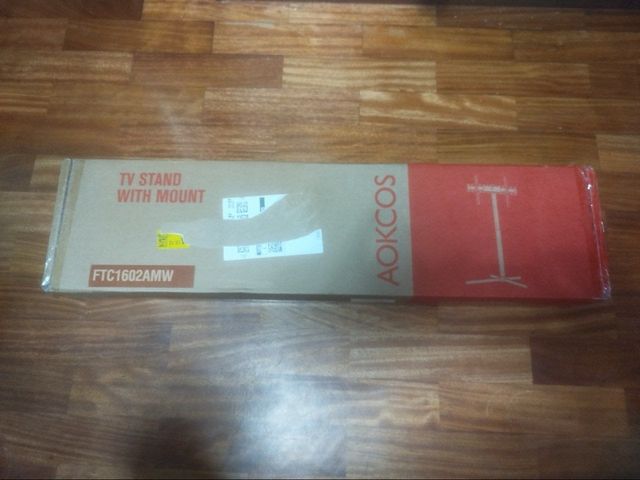 TV STAND
WITH MOUNT
FTC1602AMW
AOKCOS